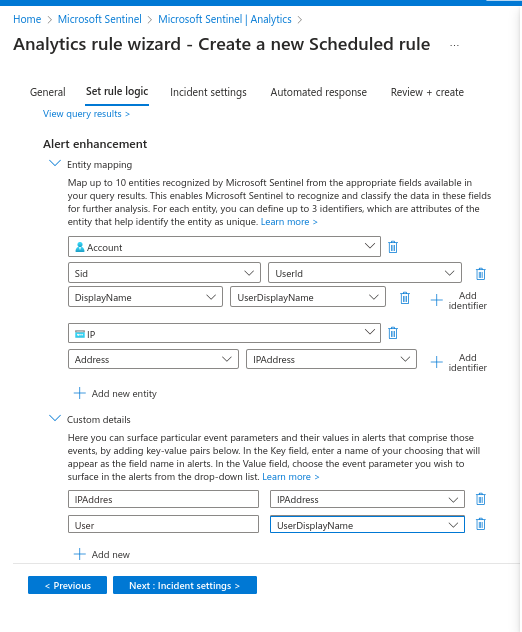 Home > Microsoft Sentinel > Microsoft Sentinel | Analytics >
Analytics rule wizard - Create a new Scheduled rule ...
General Set rule logic Incident settings Automated response Review + create
View query results >
Alert enhancement
Entity mapping
Map up to 10 entities recognized by Microsoft Sentinel from the appropriate fields available in
your query results. This enables Microsoft Sentinel to recognize and classify the data in these fields
for further analysis. For each entity, you can define up to 3 identifiers, which are attributes of the
entity that help identify the entity as unique. Learn more >
Account
Sid UserId
DisplayName UserDisplayName Add
identifier
IP
Address IPAddress Add
identifier
Add new entity
Custom details
Here you can surface particular event parameters and their values in alerts that comprise those
events, by adding key-value pairs below. In the Key field, enter a name of your choosing that will
appear as the field name in alerts. In the Value field, choose the event parameter you wish to
surface in the alerts from the drop-down list. Learn more >
IPAddres IPAddress
User UserDisplayName
Add new
< Previous Next : Incident settings >